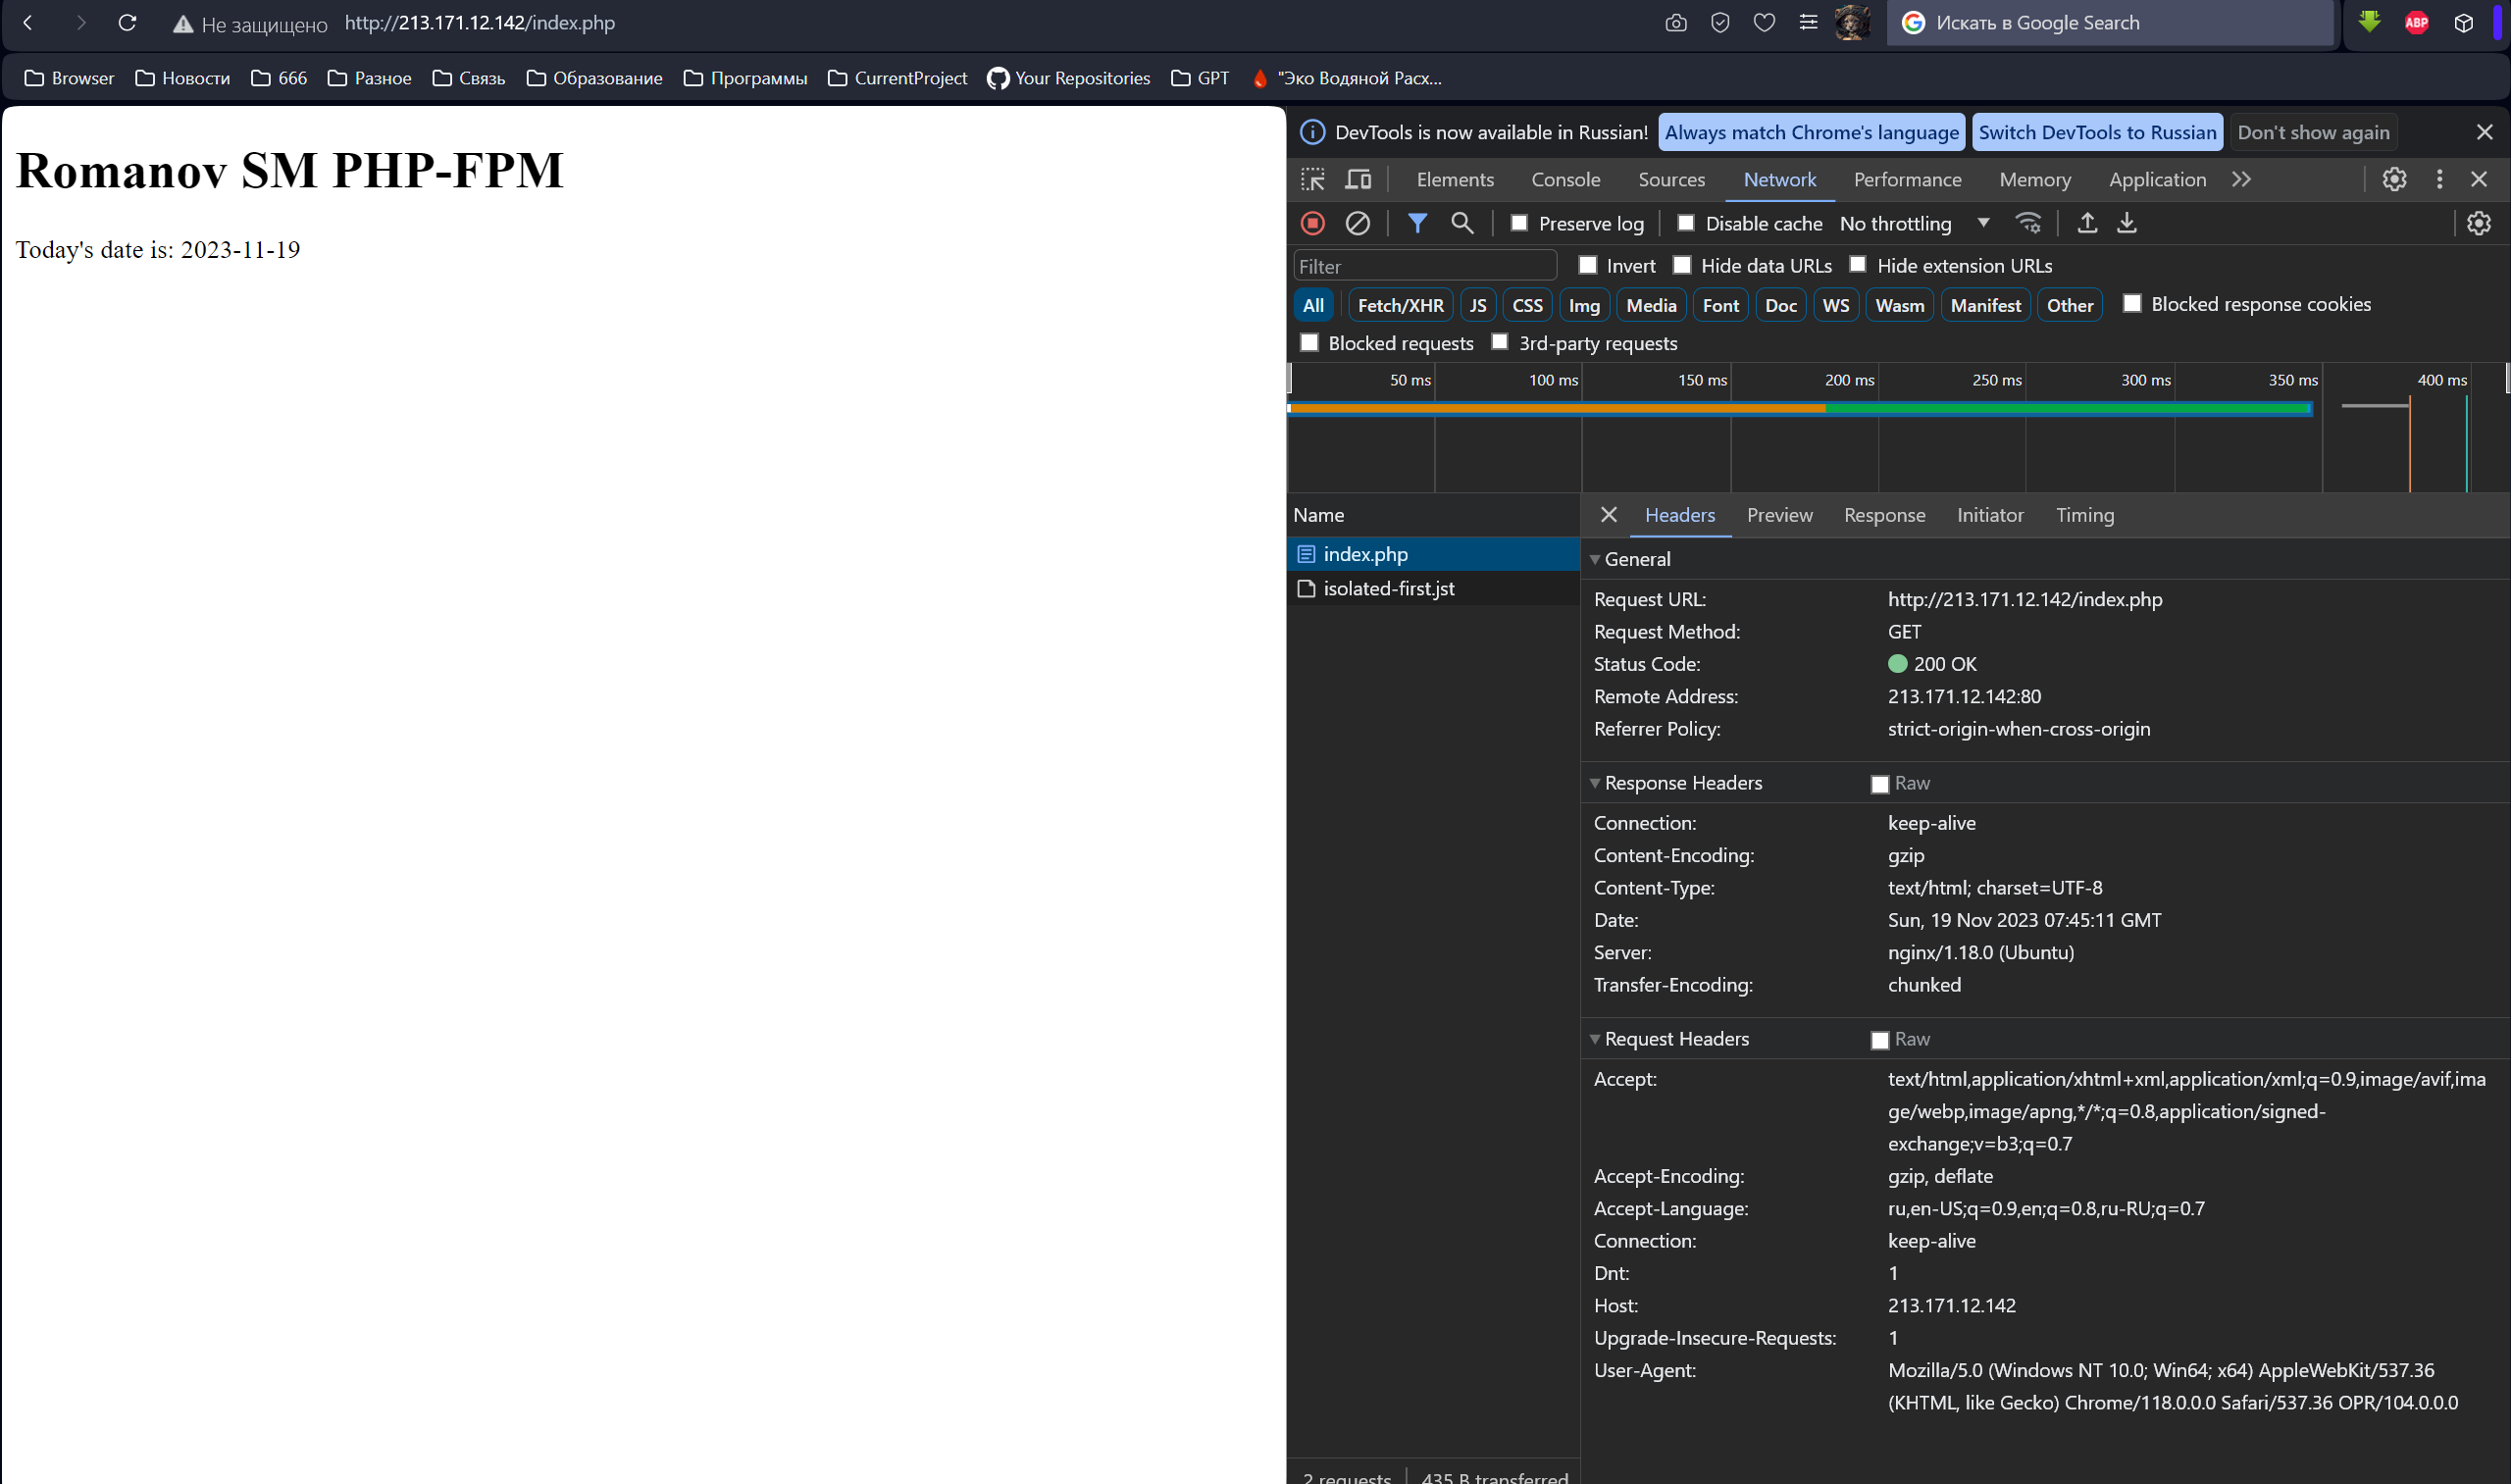 Не защищено http://213.171.12.142/index.php Искать в Google Search ABP
Browser Новости 666 Разное Связь Образование Программы CurrentProject Your Repositories GPT "Эко Водяной Расх...
Romanov SM PHP-FPM
Today's date is: 2023-11-19
DevTools is now available in Russian! Always match Chrome's language Switch DevTools to Russian Don't show again
Elements Console Sources Network Performance Memory Application
Preserve log Disable cache No throttling
Filter Invert Hide data URLs Hide extension URLs
All Fetch/XHR JS CSS Img Media Font Doc WS Wasm Manifest Other Blocked response cookies
Blocked requests 3rd-party requests
50 ms 100 ms 150 ms 200 ms 250 ms 300 ms 350 ms 400 ms
Name Headers Preview Response Initiator Timing
index.php
isolated-first.jst
General
Request URL: http://213.171.12.142/index.php
Request Method: GET
Status Code: 200 OK
Remote Address: 213.171.12.142:80
Referrer Policy: strict-origin-when-cross-origin
Response Headers Raw
Connection: keep-alive
Content-Encoding: gzip
Content-Type: text/html; charset=UTF-8
Date: Sun, 19 Nov 2023 07:45:11 GMT
Server: nginx/1.18.0 (Ubuntu)
Transfer-Encoding: chunked
Request Headers Raw
Accept: text/html,application/xhtml+xml,application/xml;q=0.9,image/avif,ima
ge/webp,image/apng,*/*;q=0.8,application/signed-
exchange;v=b3;q=0.7
Accept-Encoding: gzip, deflate
Accept-Language: ru,en-US;q=0.9,en;q=0.8,ru-RU;q=0.7
Connection: keep-alive
Dnt: 1
Host: 213.171.12.142
Upgrade-Insecure-Requests: 1
User-Agent: Mozilla/5.0 (Windows NT 10.0; Win64; x64) AppleWebKit/537.36
(KHTML, like Gecko) Chrome/118.0.0.0 Safari/537.36 OPR/104.0.0.0
2 requests 435 B transferred